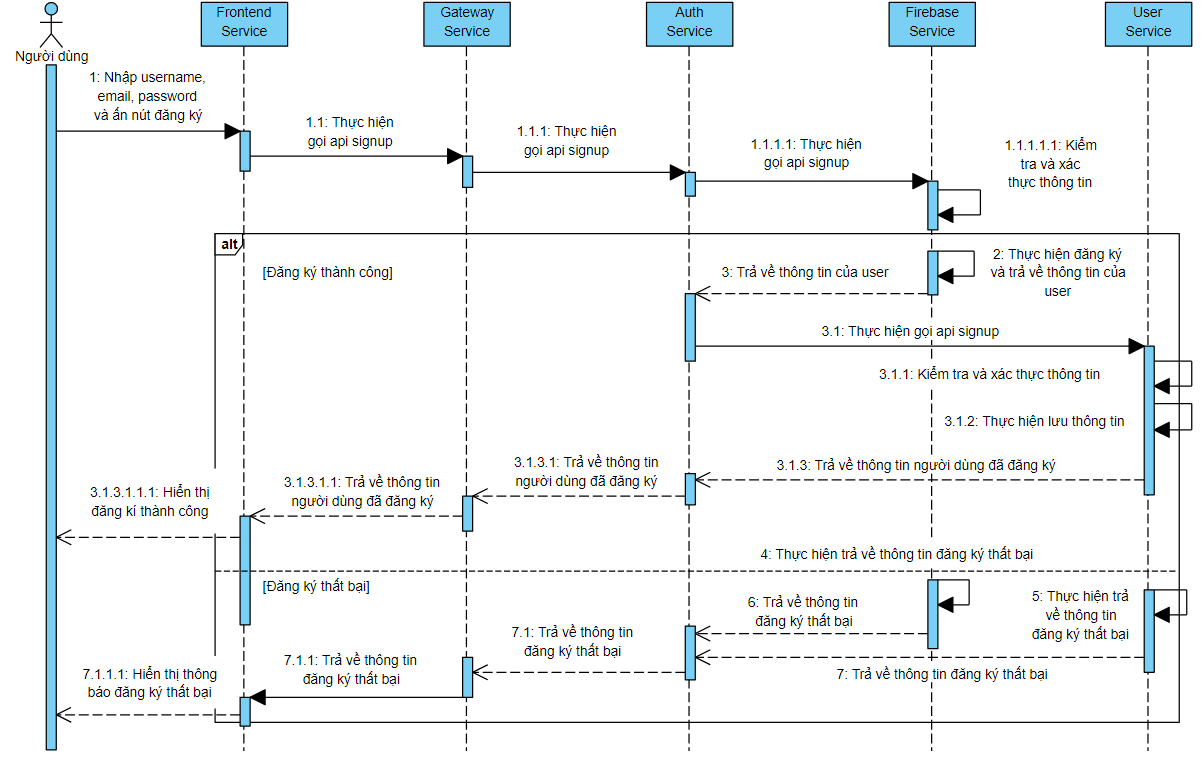 Người dùng
Frontend
Service
Gateway
Service
Auth
Service
Firebase
Service
User
Service
1: Nhập username,
email, password
và ấn nút đăng ký
1.1: Thực hiện
gọi api signup
1.1.1: Thực hiện
gọi api signup
1.1.1.1: Thực hiện
gọi api signup
1.1.1.1.1: Kiểm
tra và xác
thực thông tin
alt
[Đăng ký thành công]
2: Thực hiện đăng ký
và trả về thông tin của
user
3: Trả về thông tin của user
3.1: Thực hiện gọi api signup
3.1.1: Kiểm tra và xác thực thông tin
3.1.2: Thực hiện lưu thông tin
3.1.3: Trả về thông tin người dùng đã đăng ký
3.1.3.1: Trả về thông tin
người dùng đã đăng ký
3.1.3.1.1: Trả về thông tin
người dùng đã đăng ký
3.1.3.1.1.1: Hiển thị
đăng kí thành công
4: Thực hiện trả về thông tin đăng ký thất bại
[Đăng ký thất bại]
5: Thực hiện trả
về thông tin
đăng ký thất bại
6: Trả về thông tin
đăng ký thất bại
7: Trả về thông tin đăng ký thất bại
7.1: Trả về thông tin
đăng ký thất bại
7.1.1: Trả về thông tin
đăng ký thất bại
7.1.1.1: Hiển thị thông
báo đăng ký thất bại